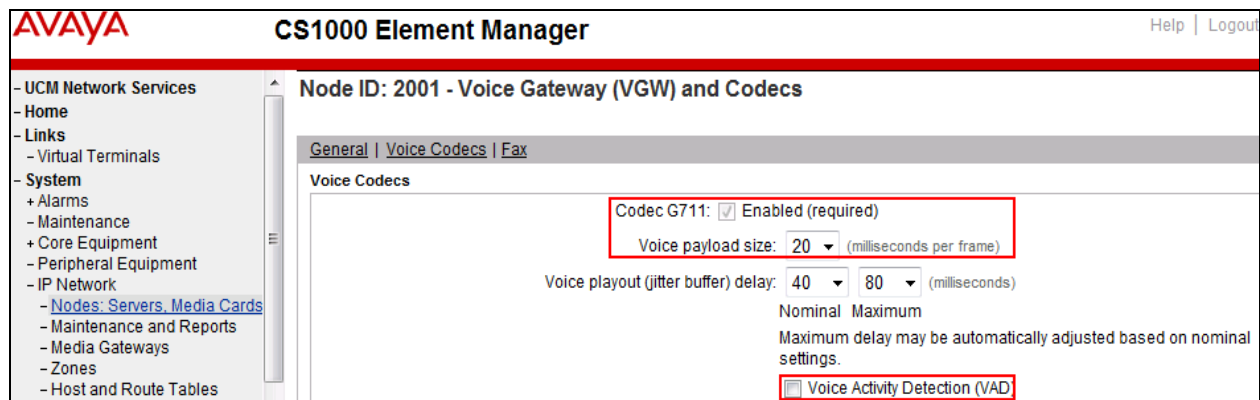 AVAYA
CS1000 Element Manager
Help | Logout
- UCM Network Services
- Home
- Links
- Virtual Terminals
- System
+ Alarms
- Maintenance
+ Core Equipment
- Peripheral Equipment
- IP Network
- Nodes: Servers, Media Cards
- Maintenance and Reports
- Media Gateways
- Zones
- Host and Route Tables
Node ID: 2001 - Voice Gateway (VGW) and Codecs
General | Voice Codecs | Fax
Voice Codecs
Codec G711: Enabled (required)
Voice payload size: 20 (milliseconds per frame)
Voice playout (jitter buffer) delay: 40 80 (milliseconds)
Nominal Maximum
Maximum delay may be automatically adjusted based on nominal
settings.
Voice Activity Detection (VAD)